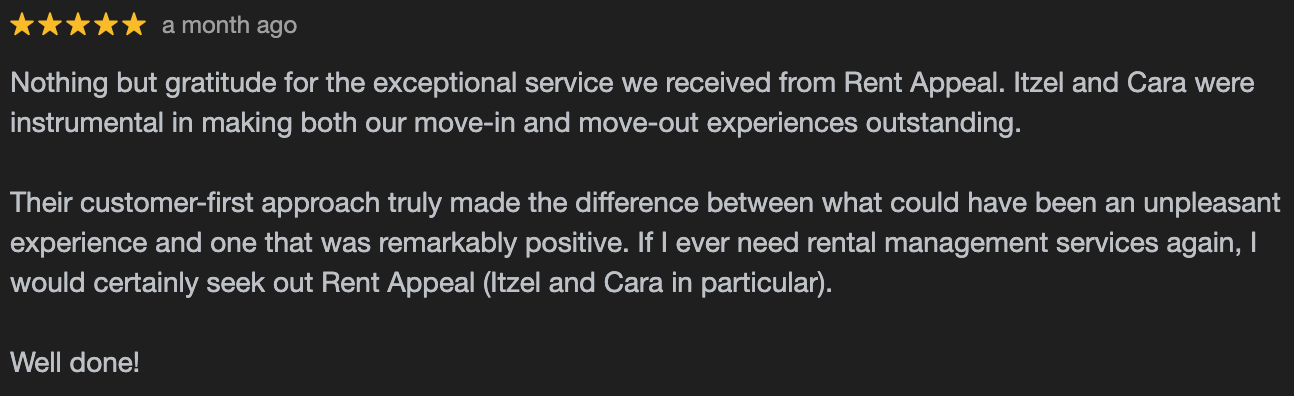 a month ago
Nothing but gratitude for the exceptional service we received from Rent Appeal. Itzel and Cara were
instrumental in making both our move-in and move-out experiences outstanding.
Their customer-first approach truly made the difference between what could have been an unpleasant
experience and one that was remarkably positive. If I ever need rental management services again, I
would certainly seek out Rent Appeal (Itzel and Cara in particular).
Well done!